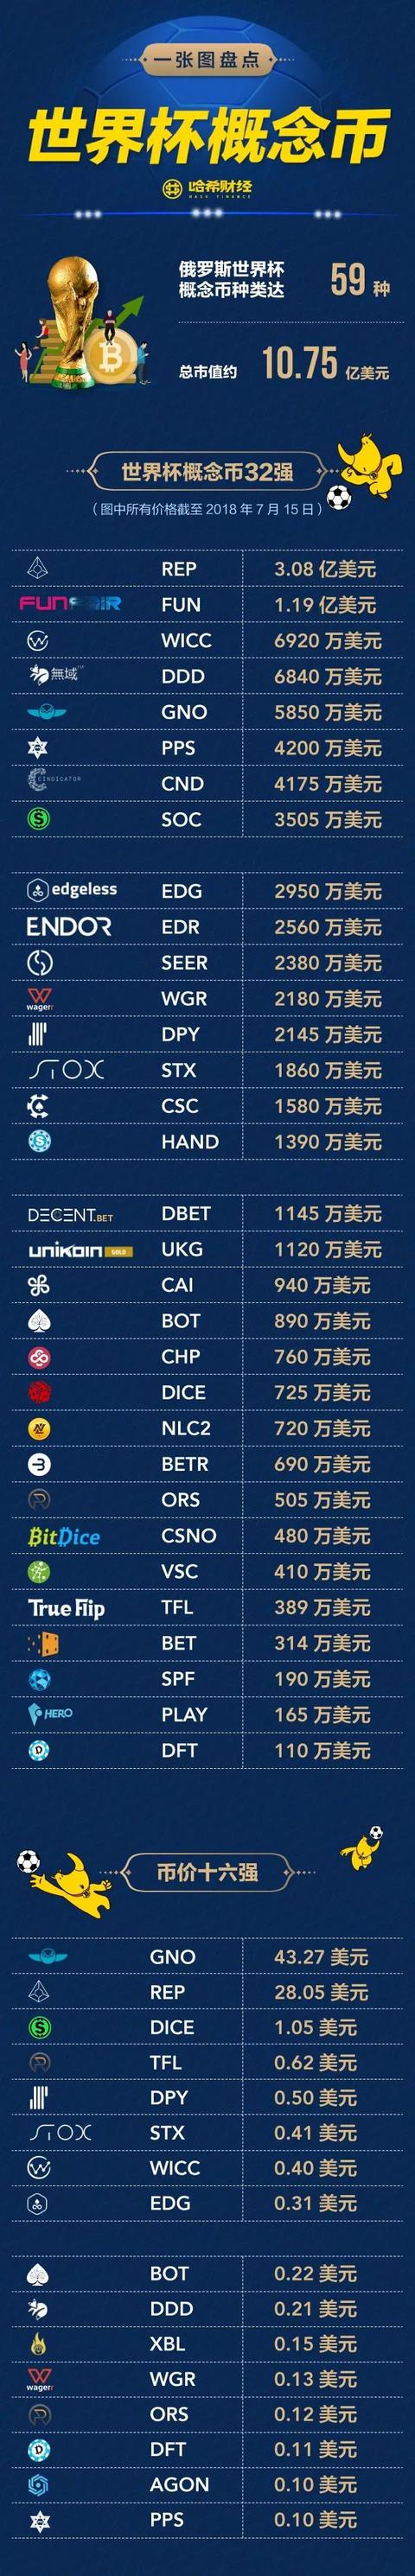 一张图盘点
世界杯概念币
哈希财经
HASH FINANCE
俄罗斯世界杯
概念币种类达
59 种
总市值约 10.75 亿美元
世界杯概念币32强
（图中所有价格截至 2018 年 7 月 15 日）
REP 3.08 亿美元
FUNFAIR FUN 1.19 亿美元
WICC 6920 万美元
無域 DDD 6840 万美元
GNO 5850 万美元
PPS 4200 万美元
CINDICATOR CND 4175 万美元
SOC 3505 万美元
edgeless EDG 2950 万美元
ENDOR EDR 2560 万美元
SEER 2380 万美元
wagerr WGR 2180 万美元
DPY 2145 万美元
STOX STX 1860 万美元
CSC 1580 万美元
HAND 1390 万美元
DECENT.BET DBET 1145 万美元
UNIKOIN GOLD UKG 1120 万美元
CAI 940 万美元
BOT 890 万美元
CHP 760 万美元
DICE 725 万美元
NLC2 720 万美元
BETR 690 万美元
ORS 505 万美元
BitDice CSNO 480 万美元
VSC 410 万美元
True Flip TFL 389 万美元
BET 314 万美元
SPF 190 万美元
HERO PLAY 165 万美元
DFT 110 万美元
币价十六强
GNO 43.27 美元
REP 28.05 美元
DICE 1.05 美元
TFL 0.62 美元
DPY 0.50 美元
STOX STX 0.41 美元
WICC 0.40 美元
EDG 0.31 美元
BOT 0.22 美元
DDD 0.21 美元
XBL 0.15 美元
wagerr WGR 0.13 美元
ORS 0.12 美元
DFT 0.11 美元
AGON 0.10 美元
PPS 0.10 美元